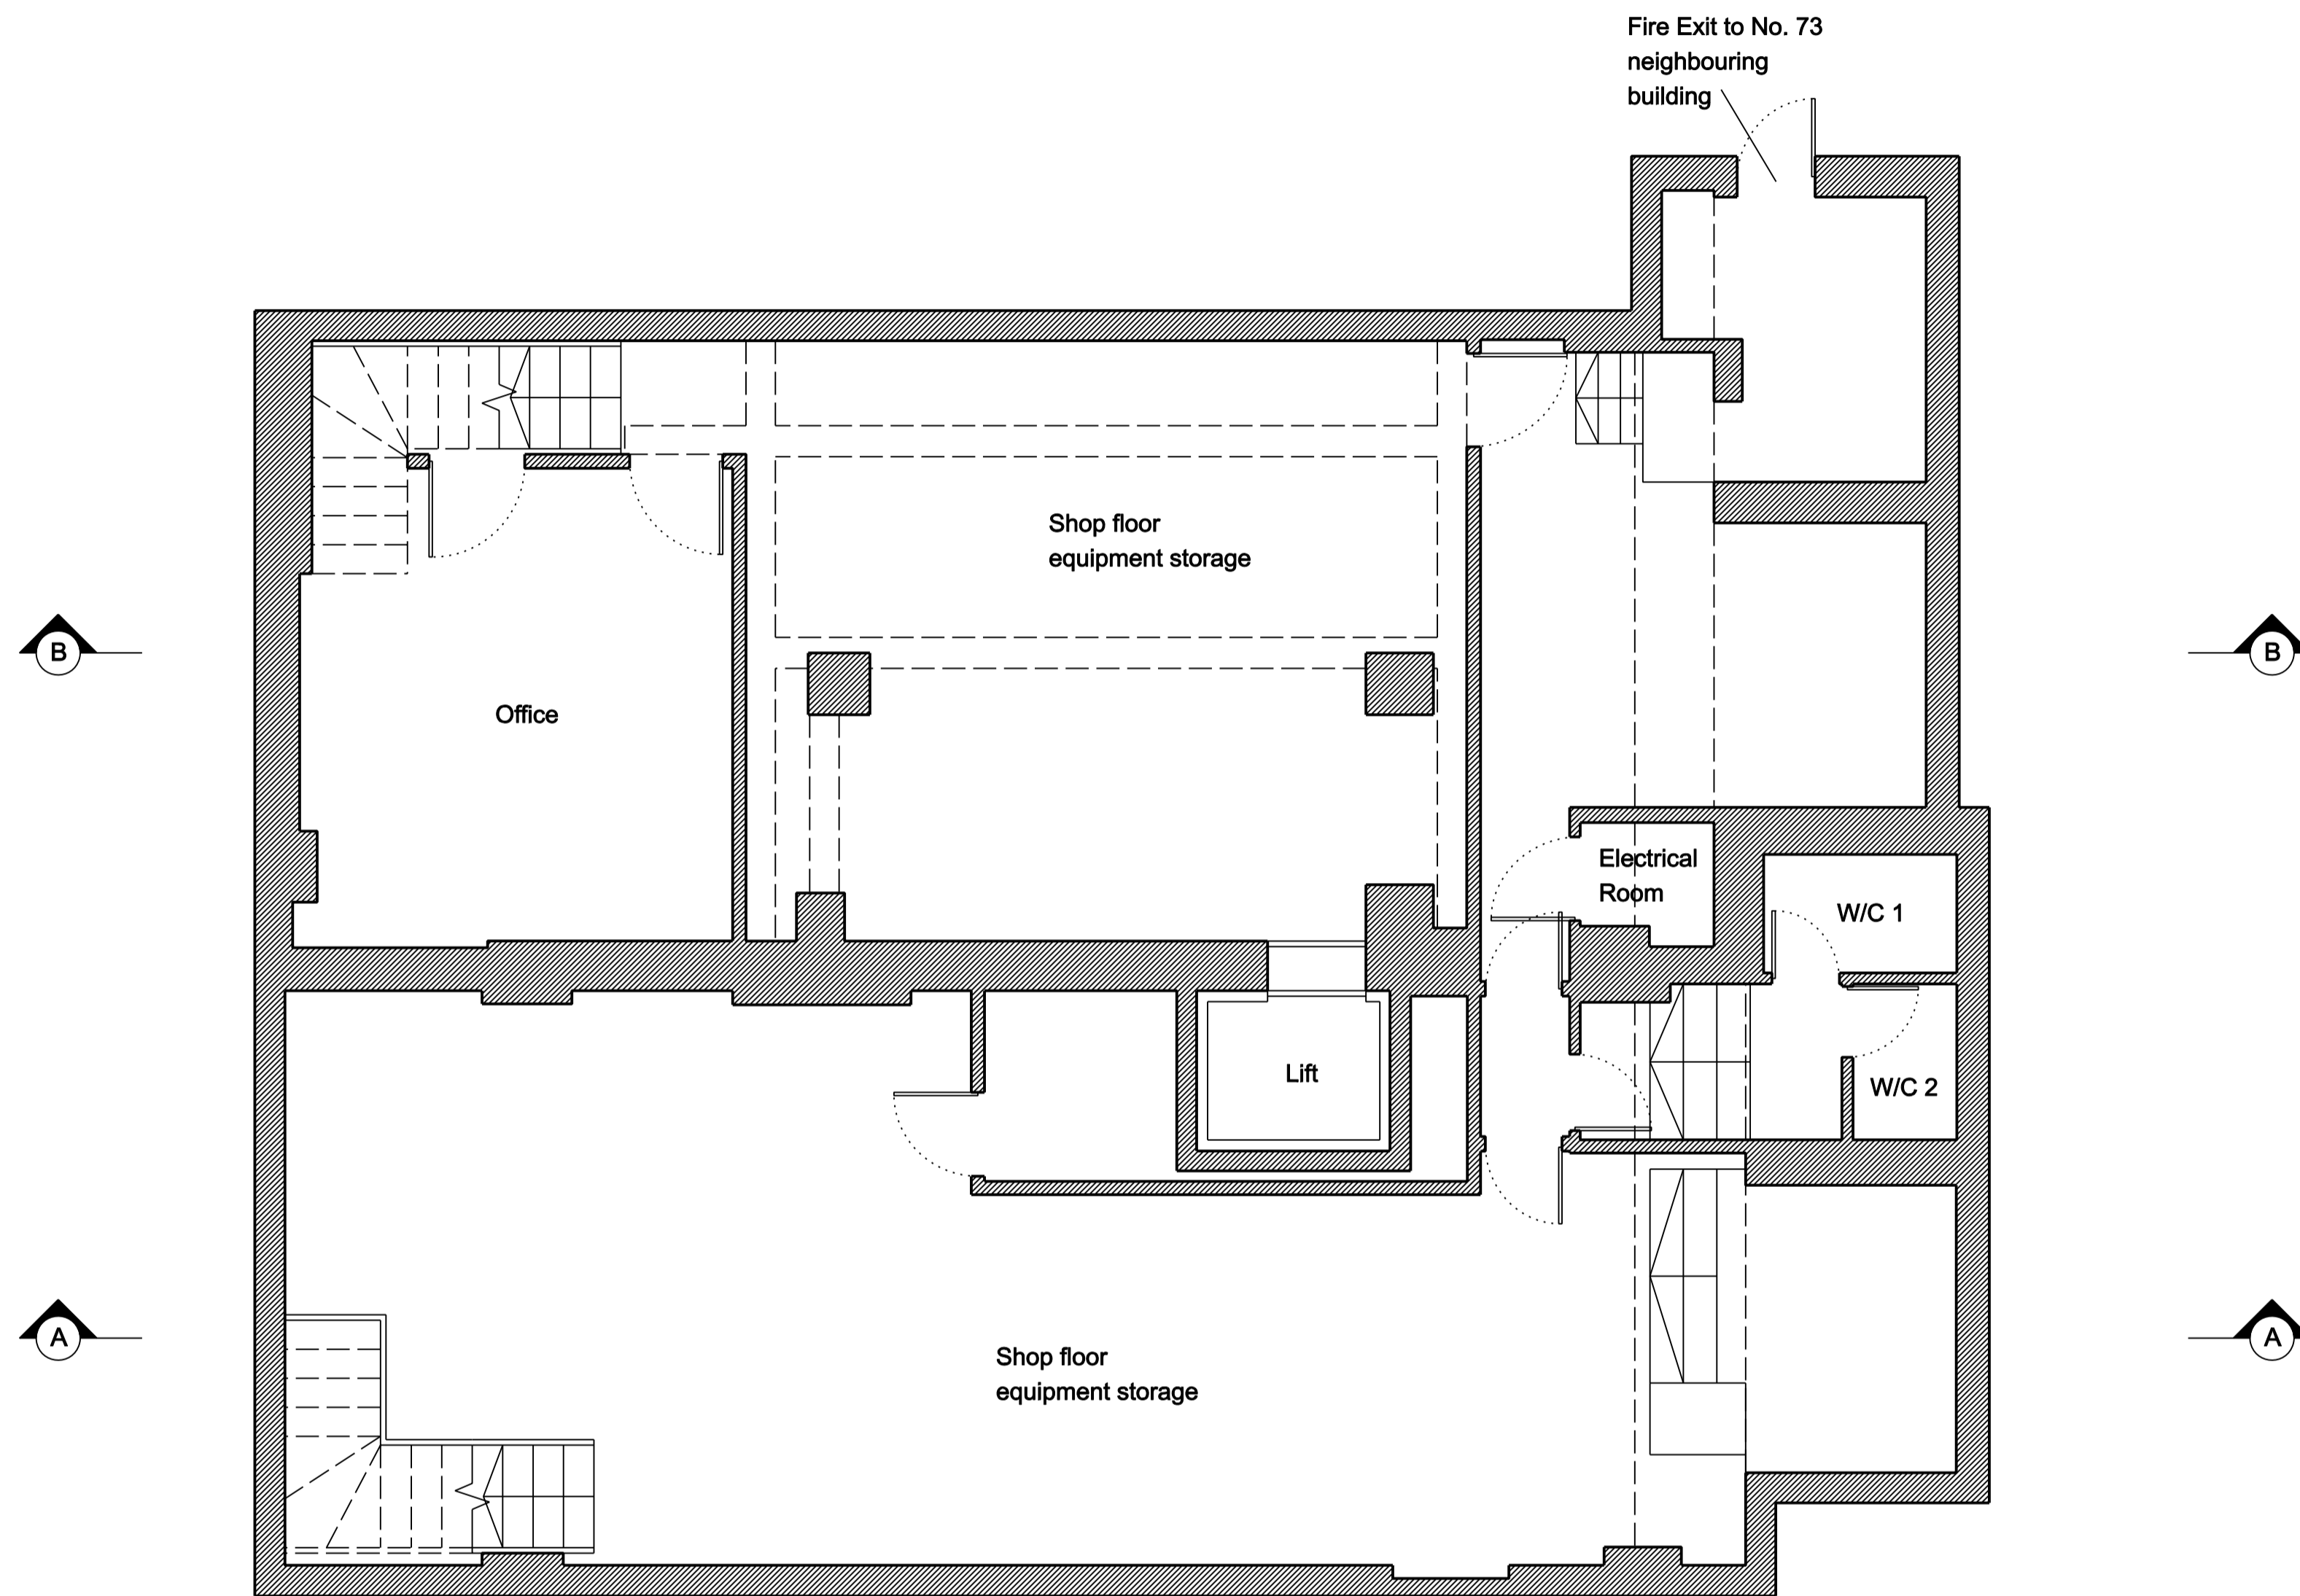 Fire Exit to No. 73
neighbouring
building
Shop floor
equipment storage
B
B
Office
Electrical
Room
W/C 1
Lift
W/C 2
A
A
Shop floor
equipment storage